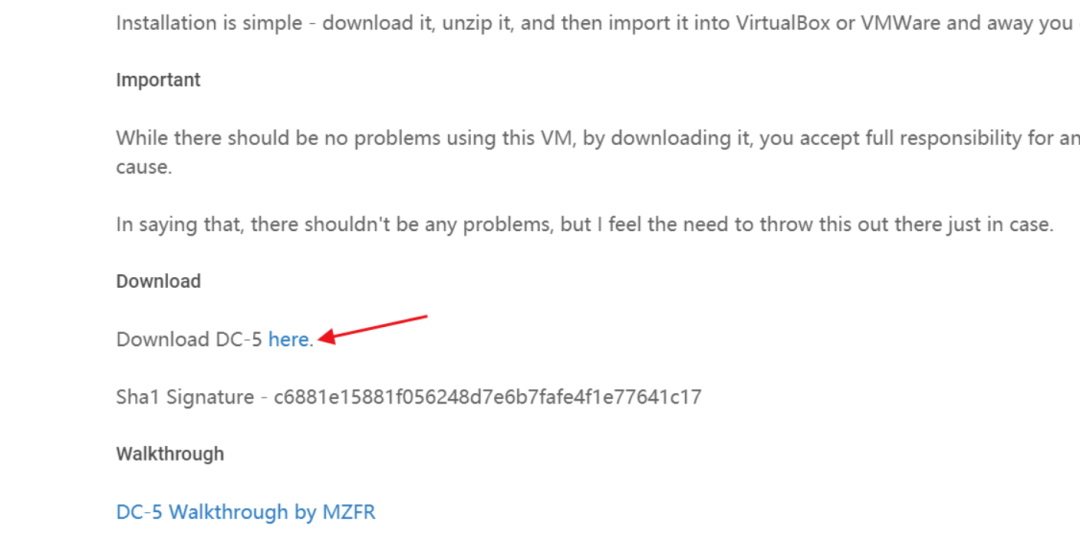 Installation is simple - download it, unzip it, and then import it into VirtualBox or VMWare and away you
Important
While there should be no problems using this VM, by downloading it, you accept full responsibility for an
cause.
In saying that, there shouldn't be any problems, but I feel the need to throw this out there just in case.
Download
Download DC-5 here.
Sha1 Signature - c6881e15881f056248d7e6b7fafe4f1e77641c17
Walkthrough
DC-5 Walkthrough by MZFR